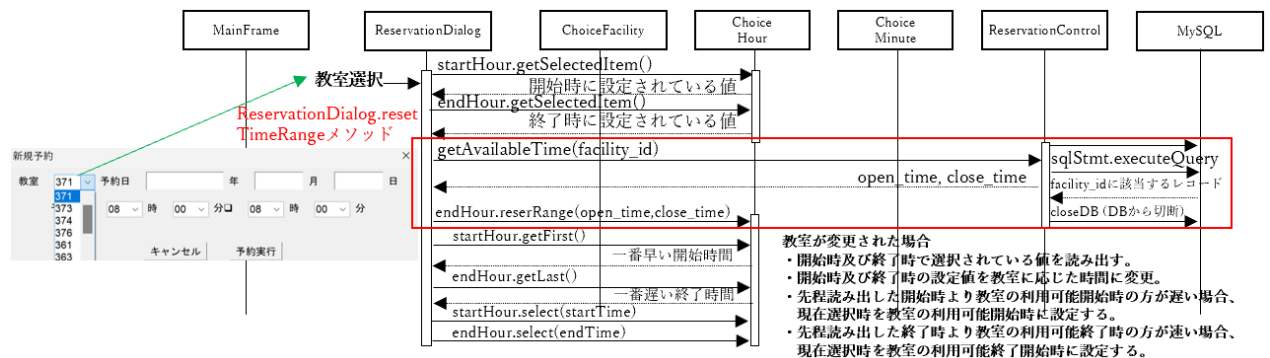 MainFrame
ReservationDialog
ChoiceFacility
Choice
Hour
Choice
Minute
ReservationControl
MySQL
教室選択
startHour.getSelectedItem()
開始時に設定されている値
endHour.getSelectedItem()
終了時に設定されている値
ReservationDialog.reset
TimeRangeメソッド
getAvailableTime(facility_id)
sqlStmt.executeQuery
open_time, close_time
facility_idに該当するレコード
closeDB (DBから切断)
endHour.reserRange(open_time,close_time)
startHour.getFirst()
一番早い開始時間
endHour.getLast()
一番遅い終了時間
startHour.select(startTime)
endHour.select(endTime)
新規予約
教室 371 予約日 年 月 日
371
373
374
376
361
363
08 時 00 分 08 時 00 分
キャンセル 予約実行
教室が変更された場合
・開始時及び終了時で選択されている値を読み出す。
・開始時及び終了時の設定値を教室に応じた時間に変更。
・先程読み出した開始時より教室の利用可能開始時の方が遅い場合、
現在選択時を教室の利用可能開始時に設定する。
・先程読み出した終了時より教室の利用可能終了時の方が速い場合、
現在選択時を教室の利用可能終了開始時に設定する。